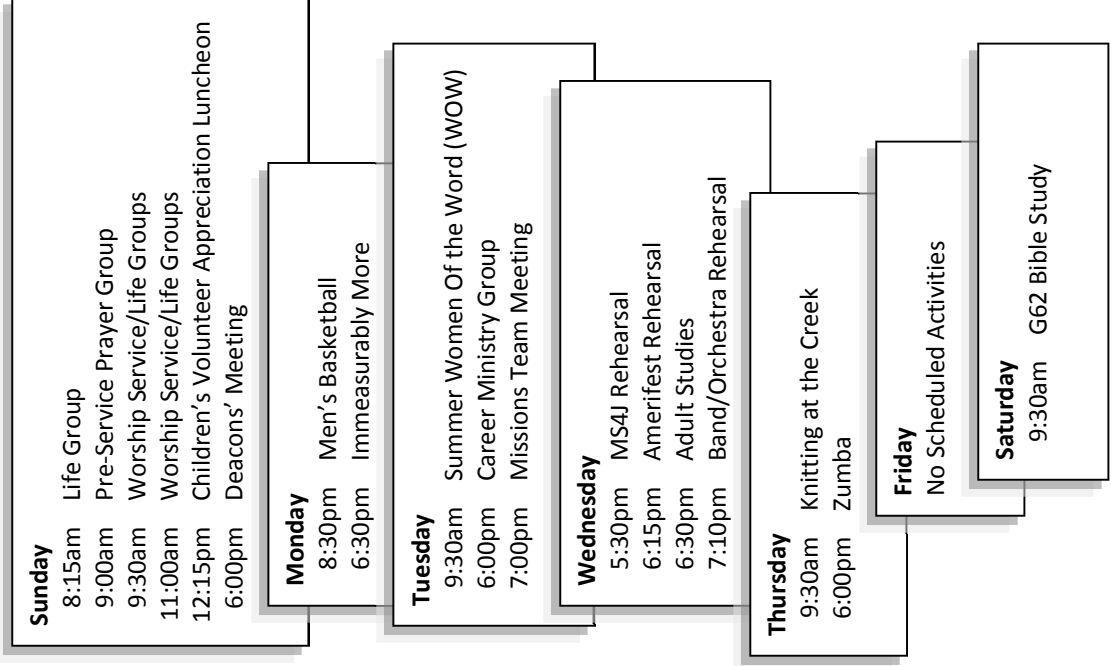 Sunday
8:15am Life Group
9:00am Pre-Service Prayer Group
9:30am Worship Service/Life Groups
11:00am Worship Service/Life Groups
12:15pm Children’s Volunteer Appreciation Luncheon
6:00pm Deacons’ Meeting
Monday
8:30pm Men’s Basketball
6:30pm Immeasurably More
Tuesday
9:30am Summer Women Of the Word (WOW)
6:00pm Career Ministry Group
7:00pm Missions Team Meeting
Wednesday
5:30pm MS4J Rehearsal
6:15pm Amerifest Rehearsal
6:30pm Adult Studies
7:10pm Band/Orchestra Rehearsal
Thursday
9:30am Knitting at the Creek
6:00pm Zumba
Friday
No Scheduled Activities
Saturday
9:30am G62 Bible Study